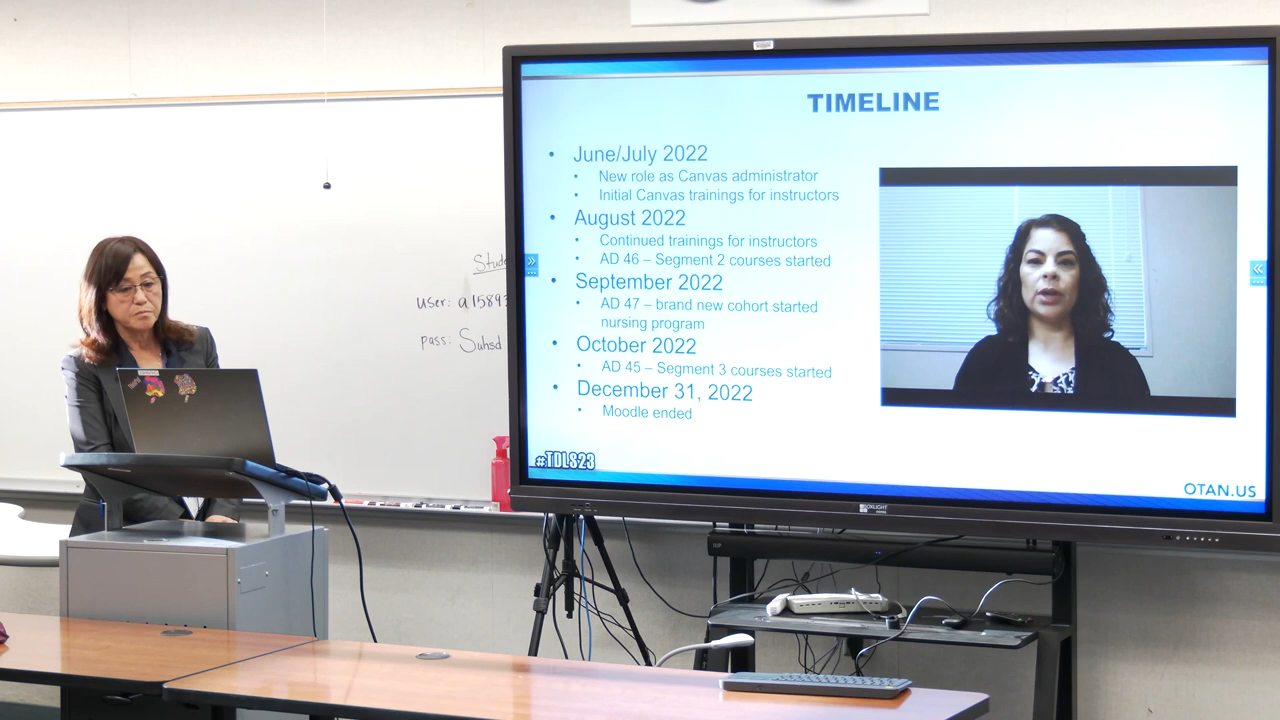 TIMELINE
• June/July 2022
• New role as Canvas administrator
• Initial Canvas trainings for instructors
• August 2022
• Continued trainings for instructors
• AD 46 – Segment 2 courses started
• September 2022
• AD 47 – brand new cohort started
nursing program
• October 2022
• AD 45 – Segment 3 courses started
• December 31, 2022
• Moodle ended
#TDLS23
OTAN.US
user:
pass: Suhsd